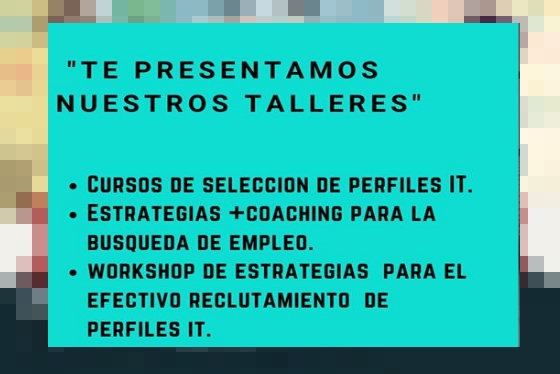 "TE PRESENTAMOS
NUESTROS TALLERES"
• CURSOS DE SELECCION DE PERFILES IT.
• ESTRATEGIAS +COACHING PARA LA
BUSQUEDA DE EMPLEO.
• WORKSHOP DE ESTRATEGIAS PARA EL
EFECTIVO RECLUTAMIENTO DE
PERFILES IT.